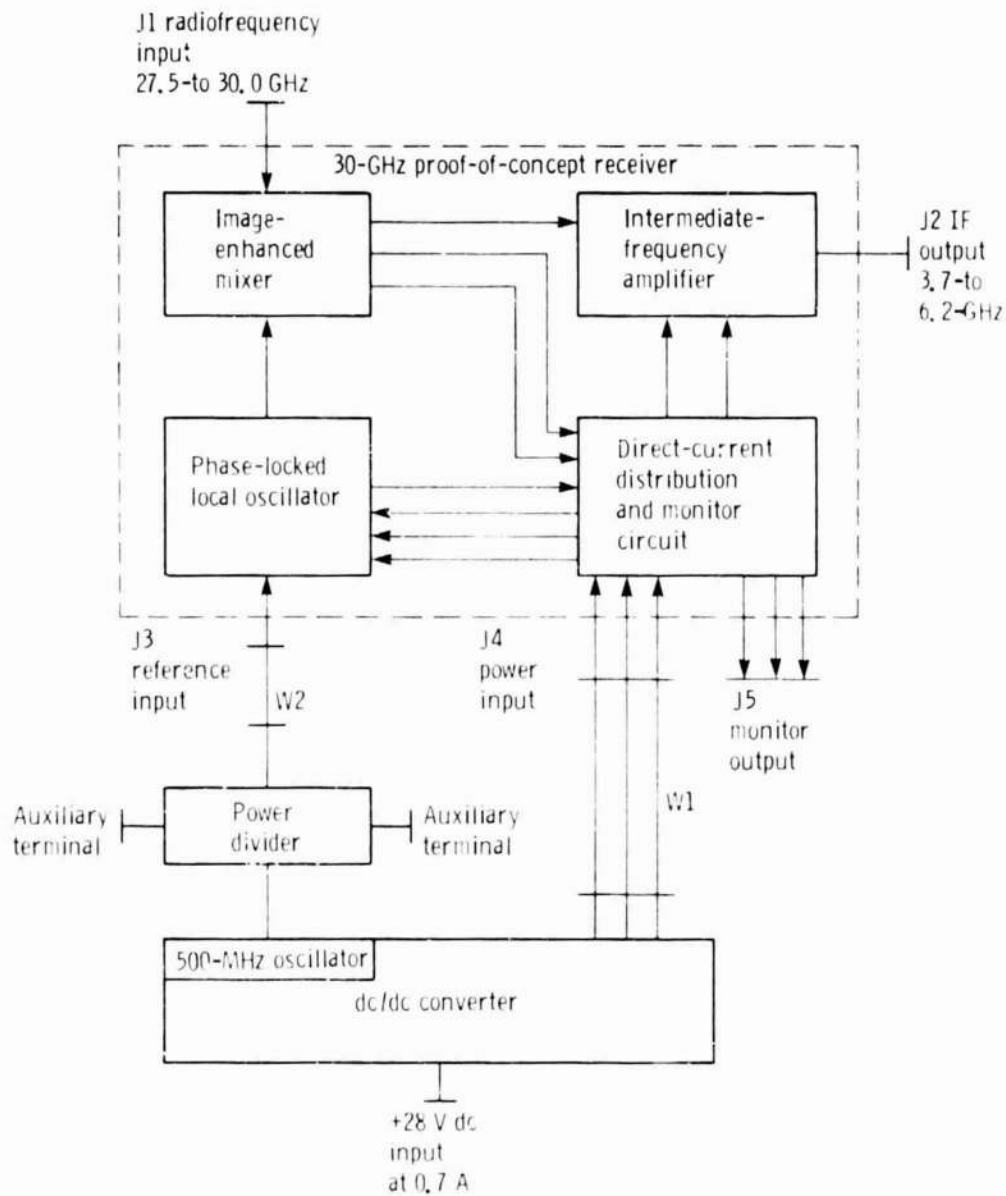 J1 radiofrequency
input
27.5-to 30.0 GHz
30-GHz proof-of-concept receiver
Image-
enhanced
mixer
Intermediate-
frequency
amplifier
J2 IF
output
3.7-to
6.2-GHz
Phase-locked
local oscillator
Direct-current
distribution
and monitor
circuit
J3
reference
input
W2
J4
power
input
J5
monitor
output
W1
Auxiliary
terminal
Power
divider
Auxiliary
terminal
500-MHz oscillator
dc/dc converter
+28 V dc
input
at 0.7 A